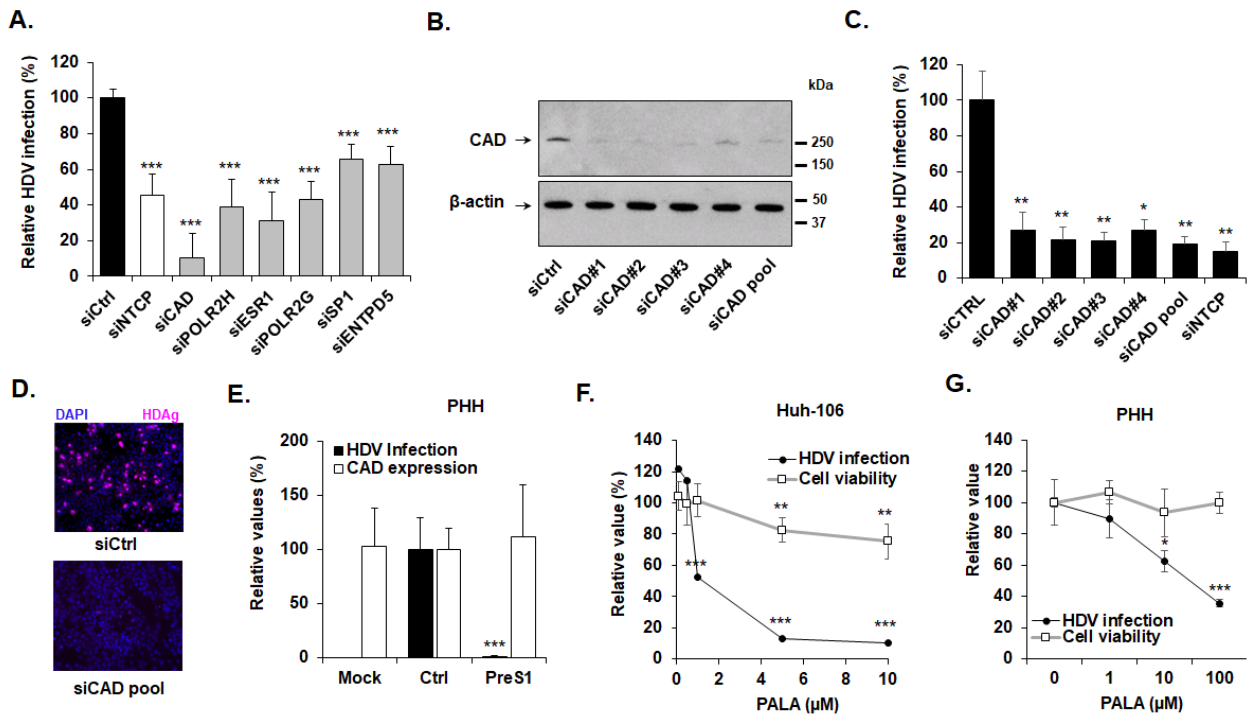 A.
Relative HDV infection (%)
120
100
80
60
40
20
0
***
***
***
***
***
***
***
siCtrl
siNTCP
siCAD
siPOLR2H
siESR1
siPOLR2G
siSP1
siENTPD5
B.
kDa
CAD
250
150
β-actin
50
37
siCtrl
siCAD#1
siCAD#2
siCAD#3
siCAD#4
siCAD pool
C.
Relative HDV infection (%)
120
100
80
60
40
20
0
**
**
**
*
**
**
siCTRL
siCAD#1
siCAD#2
siCAD#3
siCAD#4
siCAD pool
siNTCP
D.
DAPI HDAg
siCtrl
siCAD pool
E.
PHH
Relative values (%)
200
150
100
50
0
HDV Infection
CAD expression
***
Mock Ctrl PreS1
F.
Huh-106
Relative value (%)
140
120
100
80
60
40
20
0
HDV infection
Cell viability
**
**
***
***
***
0 2 4 6 8 10
PALA (µM)
G.
PHH
Relative value
140
120
100
80
60
40
20
0
*
***
HDV infection
Cell viability
0 1 10 100
PALA (µM)